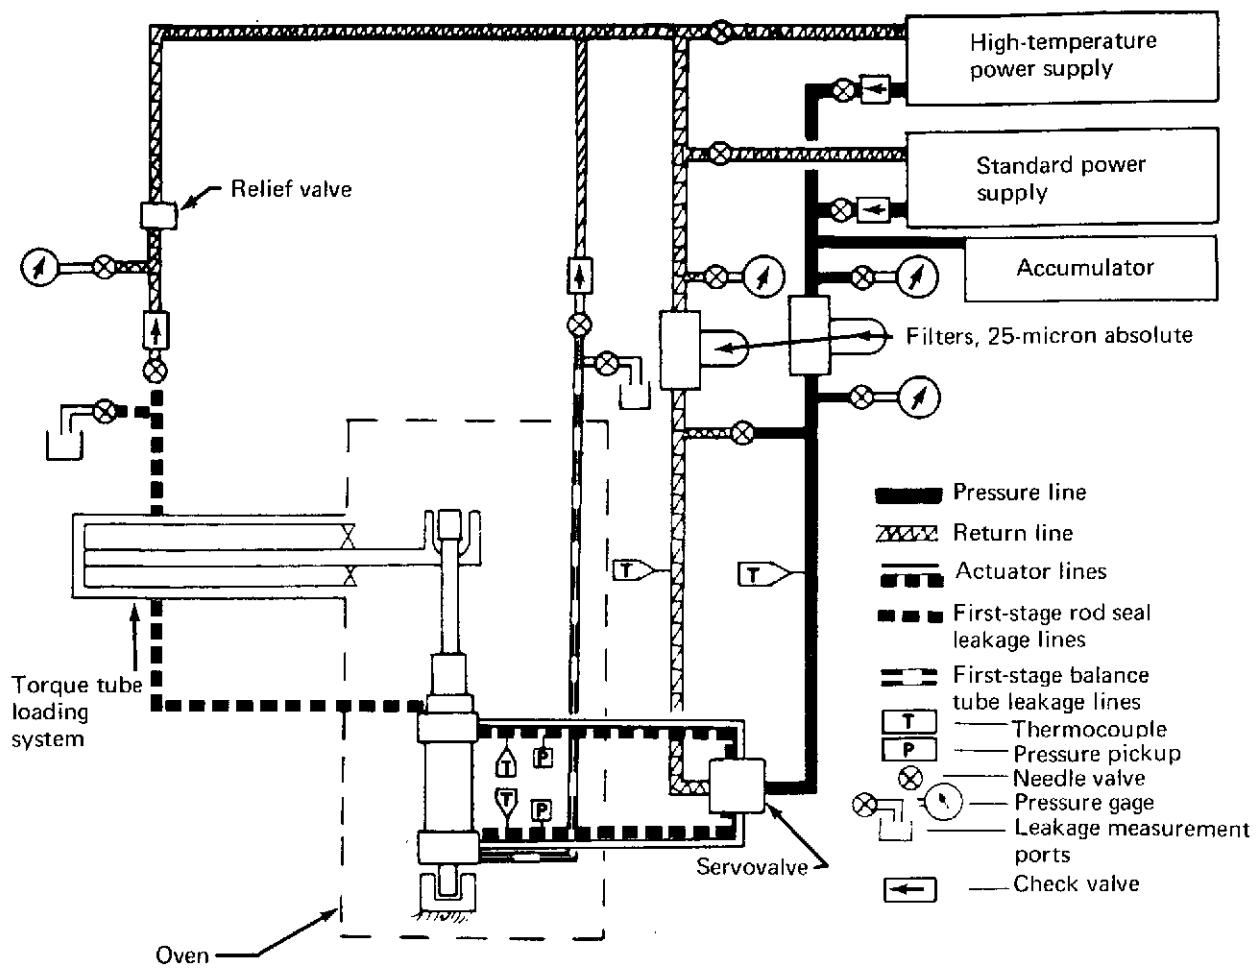 High-temperature
power supply
Standard power
supply
Relief valve
Accumulator
Filters, 25-micron absolute
Pressure line
Return line
Actuator lines
First-stage rod seal
leakage lines
First-stage balance
tube leakage lines
T
Thermocouple
P
Pressure pickup
Needle valve
Pressure gage
Leakage measurement
ports
Check valve
T
T
Torque tube
loading
system
T
P
T
P
Servovalve
Oven